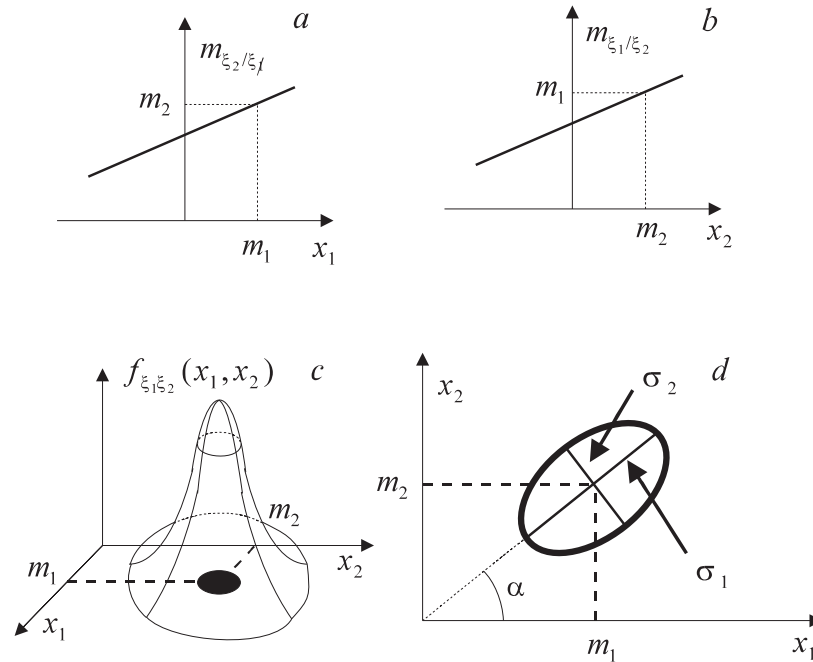 a
m_{ξ₂/ξ₁}
m₂
m₁ x₁
b
m_{ξ₁/ξ₂}
m₁
m₂ x₂
c
f_{ξ₁ξ₂}(x₁, x₂)
m₂
m₁
x₂
x₁
d
σ₂
x₂
m₂
α
σ₁
m₁ x₁